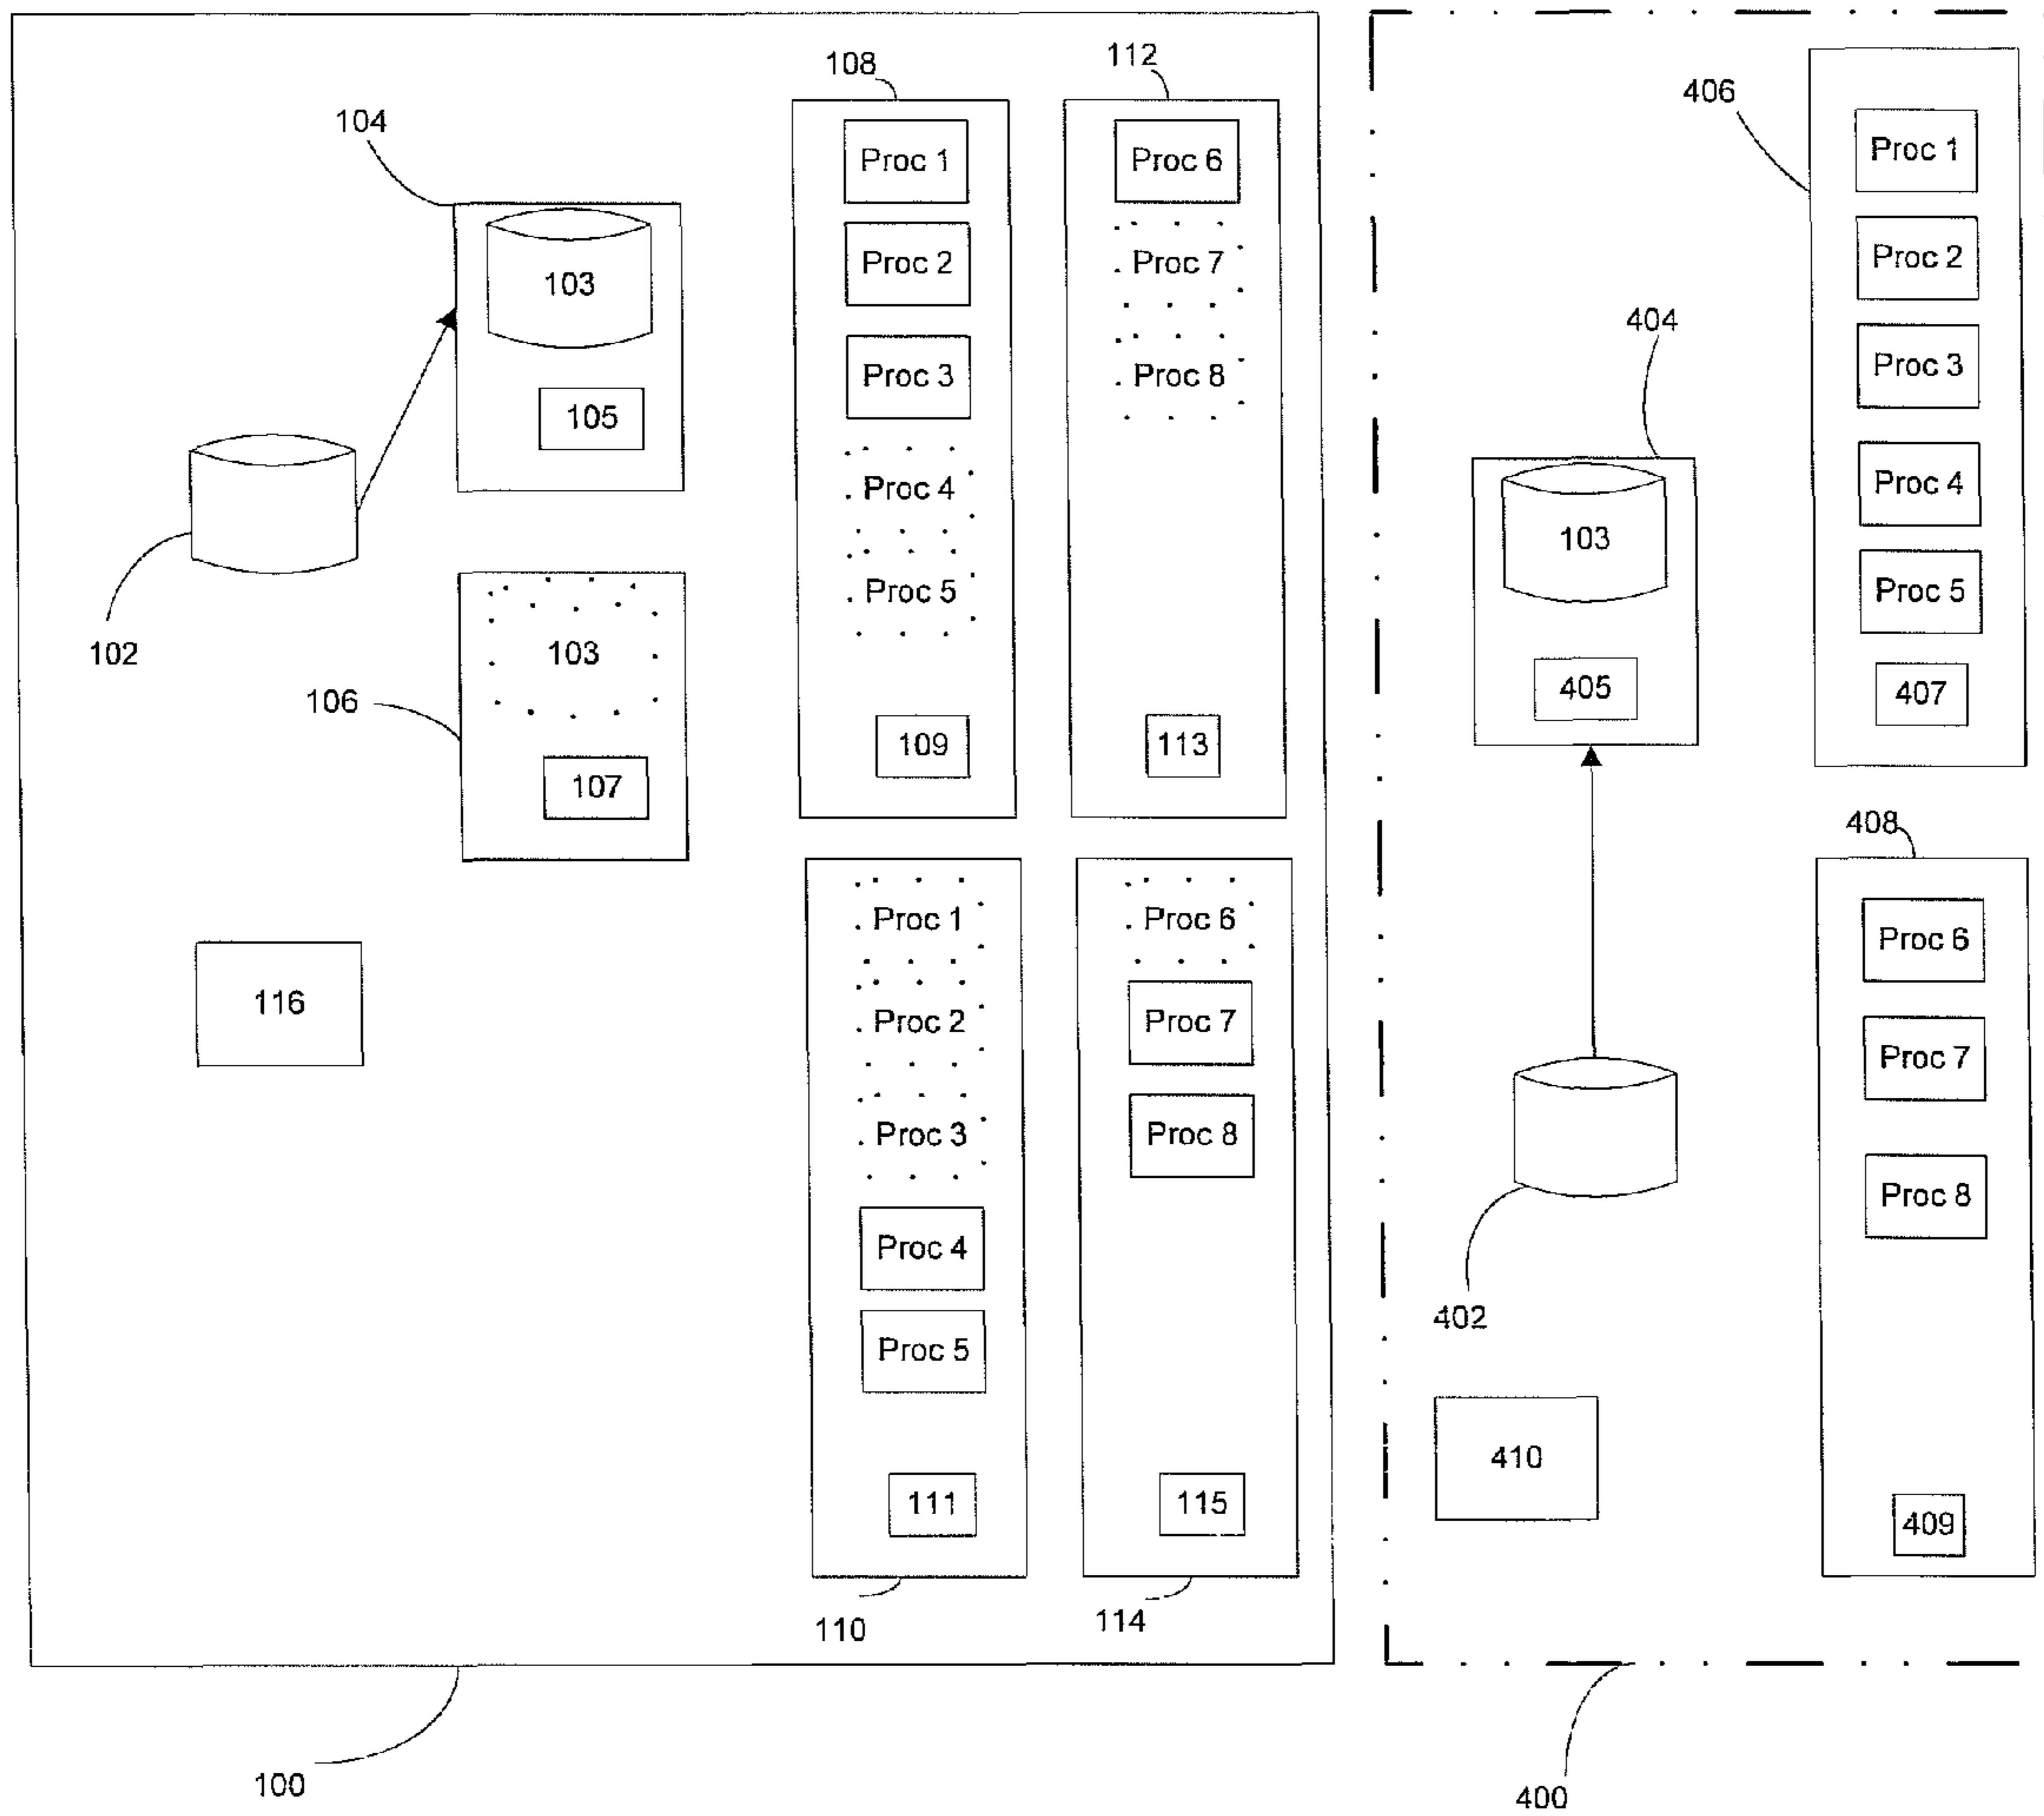 108
112
104
406
Proc 1
Proc 6
Proc 1
Proc 2
Proc 7
Proc 2
103
404
Proc 3
Proc 8
Proc 3
105
Proc 4
Proc 4
103
Proc 5
Proc 5
102
103
405
407
106
109
113
107
408
Proc 1
Proc 6
Proc 6
116
Proc 2
Proc 7
Proc 7
Proc 3
Proc 8
Proc 8
Proc 4
402
Proc 5
410
111
115
409
110
114
100
400